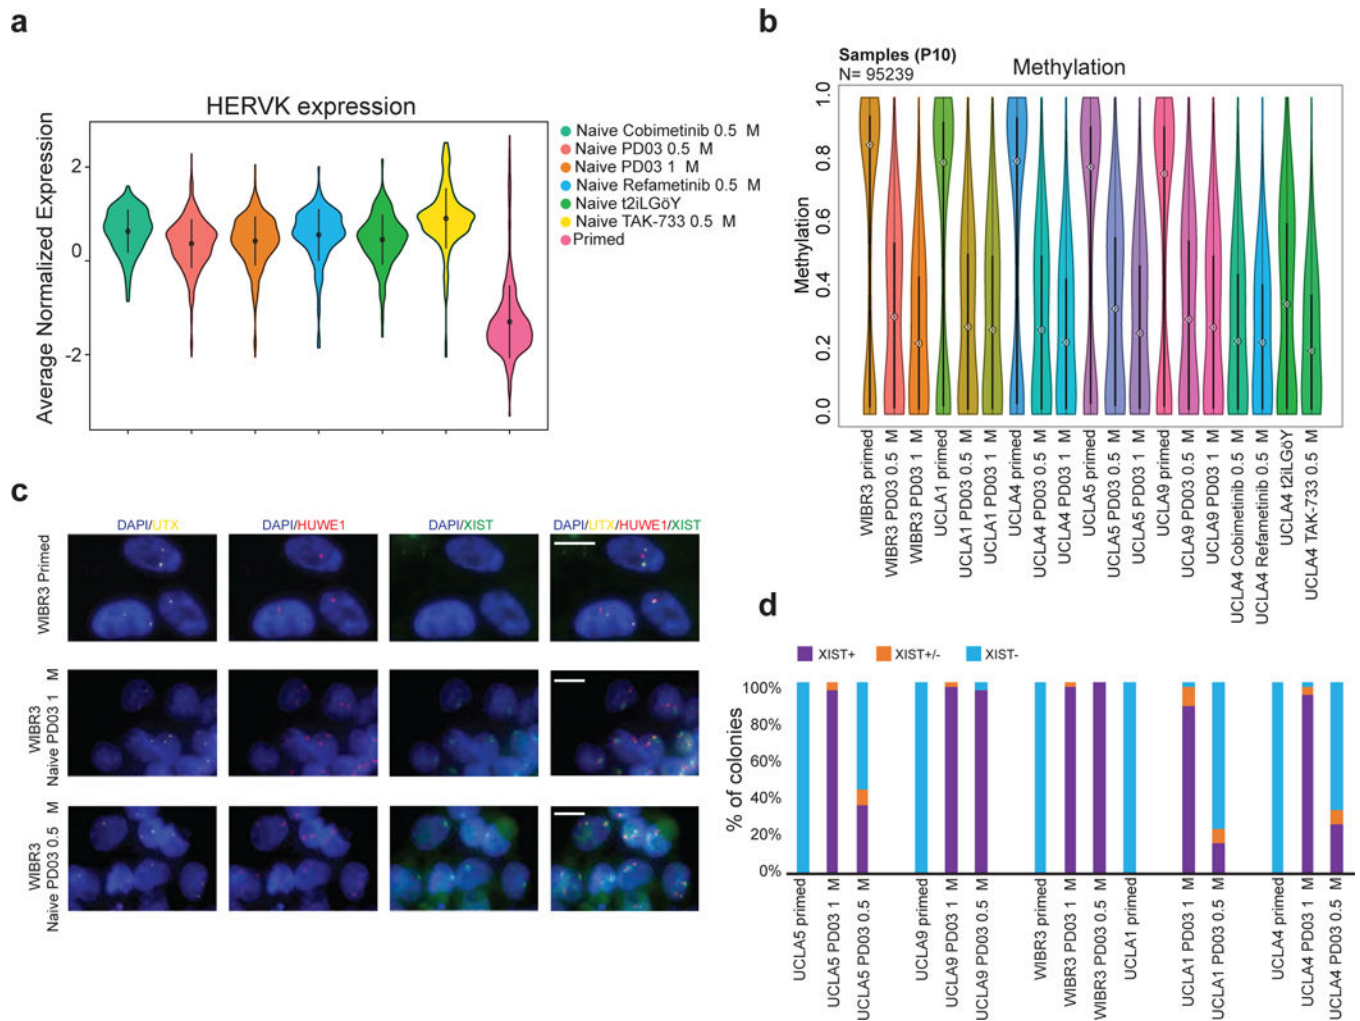 a
HERVK expression
Average Normalized Expression
2
0
-2
Naive Cobimetinib 0.5 M
Naive PD03 0.5 M
Naive PD03 1 M
Naive Refametinib 0.5 M
Naive t2iLGöY
Naive TAK-733 0.5 M
Primed
b
Samples (P10)
N= 95239
Methylation
Methylation
1.0
0.8
0.6
0.4
0.2
0.0
WIBR3 primed
WIBR3 PD03 0.5 M
WIBR3 PD03 1 M
UCLA1 primed
UCLA1 PD03 0.5 M
UCLA1 PD03 1 M
UCLA4 primed
UCLA4 PD03 0.5 M
UCLA4 PD03 1 M
UCLA5 primed
UCLA5 PD03 0.5 M
UCLA5 PD03 1 M
UCLA9 primed
UCLA9 PD03 0.5 M
UCLA9 PD03 1 M
UCLA4 Cobimetinib 0.5 M
UCLA4 Refametinib 0.5 M
UCLA4 t2iLGöY
UCLA4 TAK-733 0.5 M
c
DAPI/UTX
DAPI/HUWE1
DAPI/XIST
DAPI/UTX/HUWE1/XIST
WIBR3 Primed
WIBR3
Naive PD03 1 M
WIBR3
Naive PD03 0.5 M
d
XIST+
XIST+/-
XIST-
% of colonies
100%
80%
60%
40%
20%
0%
UCLA5 primed
UCLA5 PD03 1 M
UCLA5 PD03 0.5 M
UCLA9 primed
UCLA9 PD03 1 M
UCLA9 PD03 0.5 M
WIBR3 primed
WIBR3 PD03 1 M
WIBR3 PD03 0.5 M
UCLA1 primed
UCLA1 PD03 1 M
UCLA1 PD03 0.5 M
UCLA4 primed
UCLA4 PD03 1 M
UCLA4 PD03 0.5 M